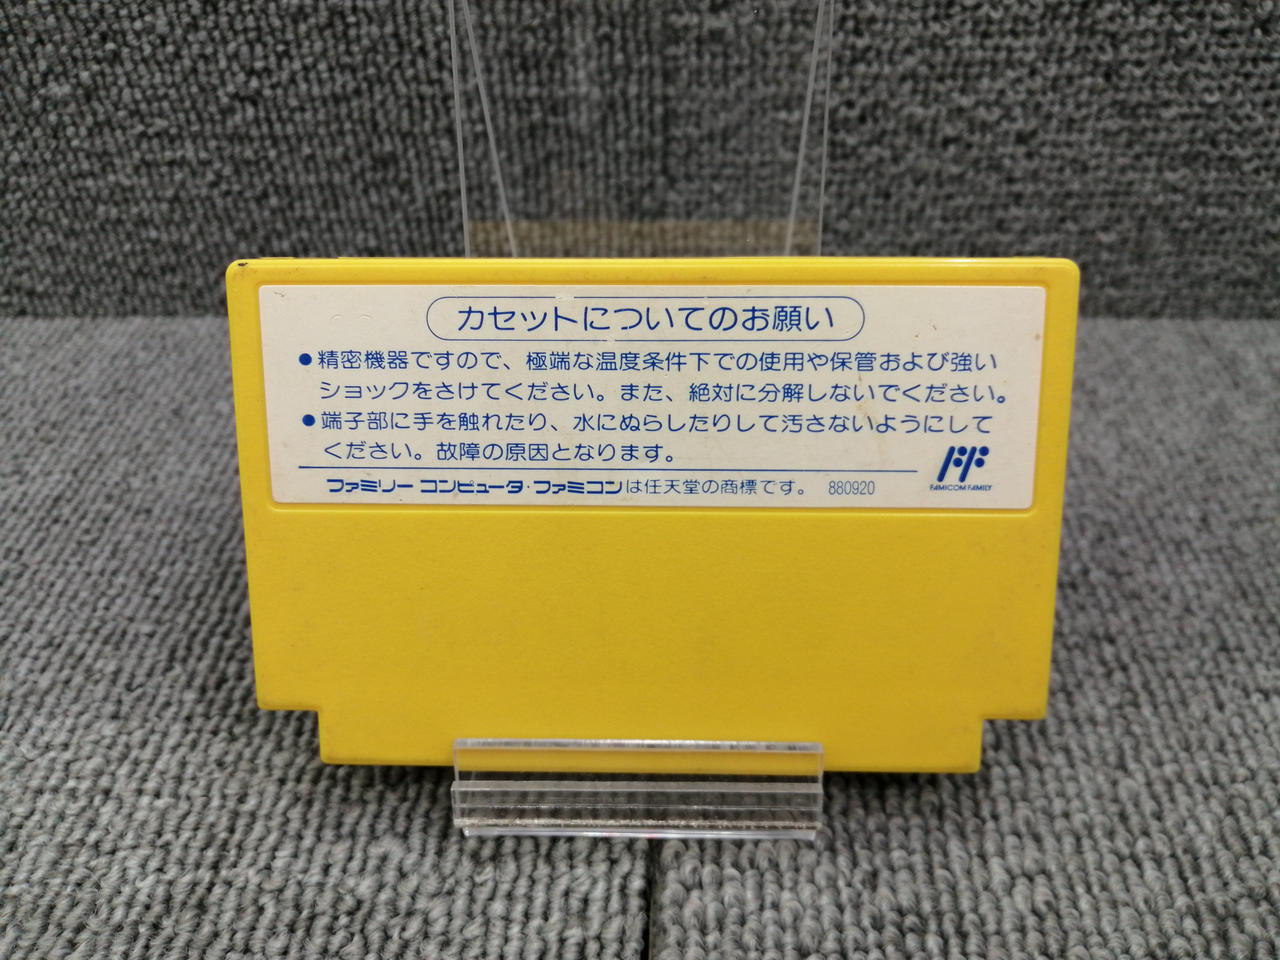 カセットについてのお願い
●精密機器ですので、極端な温度条件下での使用や保管および強い
ショックをさけてください。また、絶対に分解しないでください。
●端子部に手を触れたり、水にぬらしたりして汚さないようにして
ください。故障の原因となります。
FF
FAMICOM FAMILY
ファミリー コンピュータ・ファミコンは任天堂の商標です。 880920